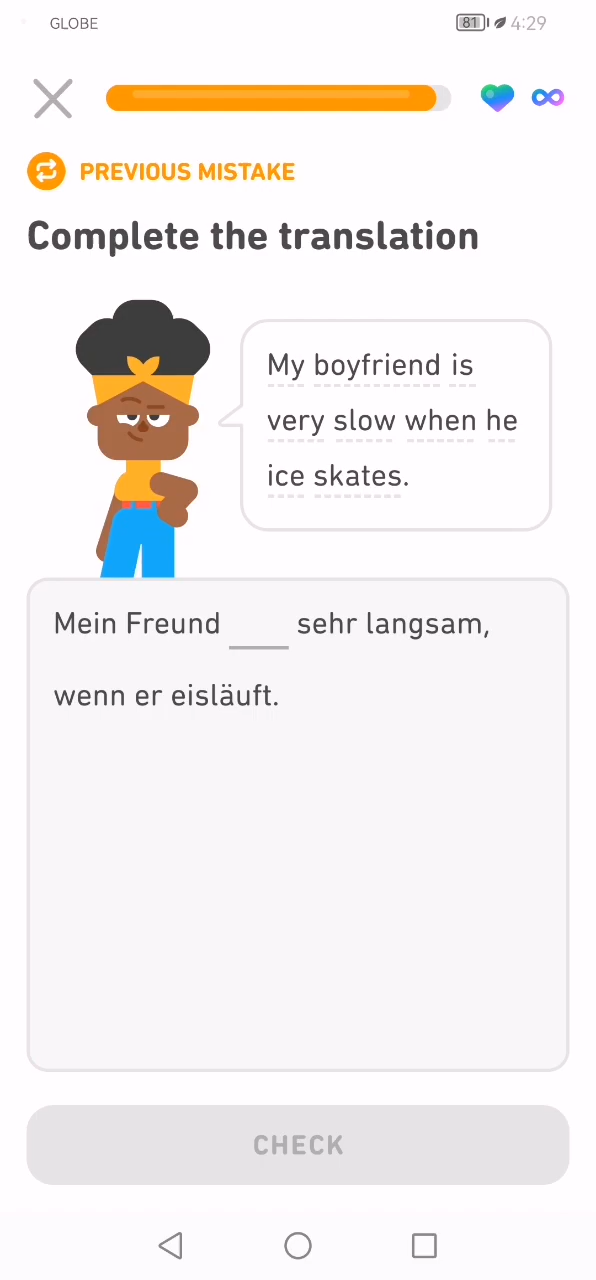 GLOBE
81 4:29
PREVIOUS MISTAKE
Complete the translation
My boyfriend is
very slow when he
ice skates.
Mein Freund ____ sehr langsam,
wenn er eisläuft.
CHECK